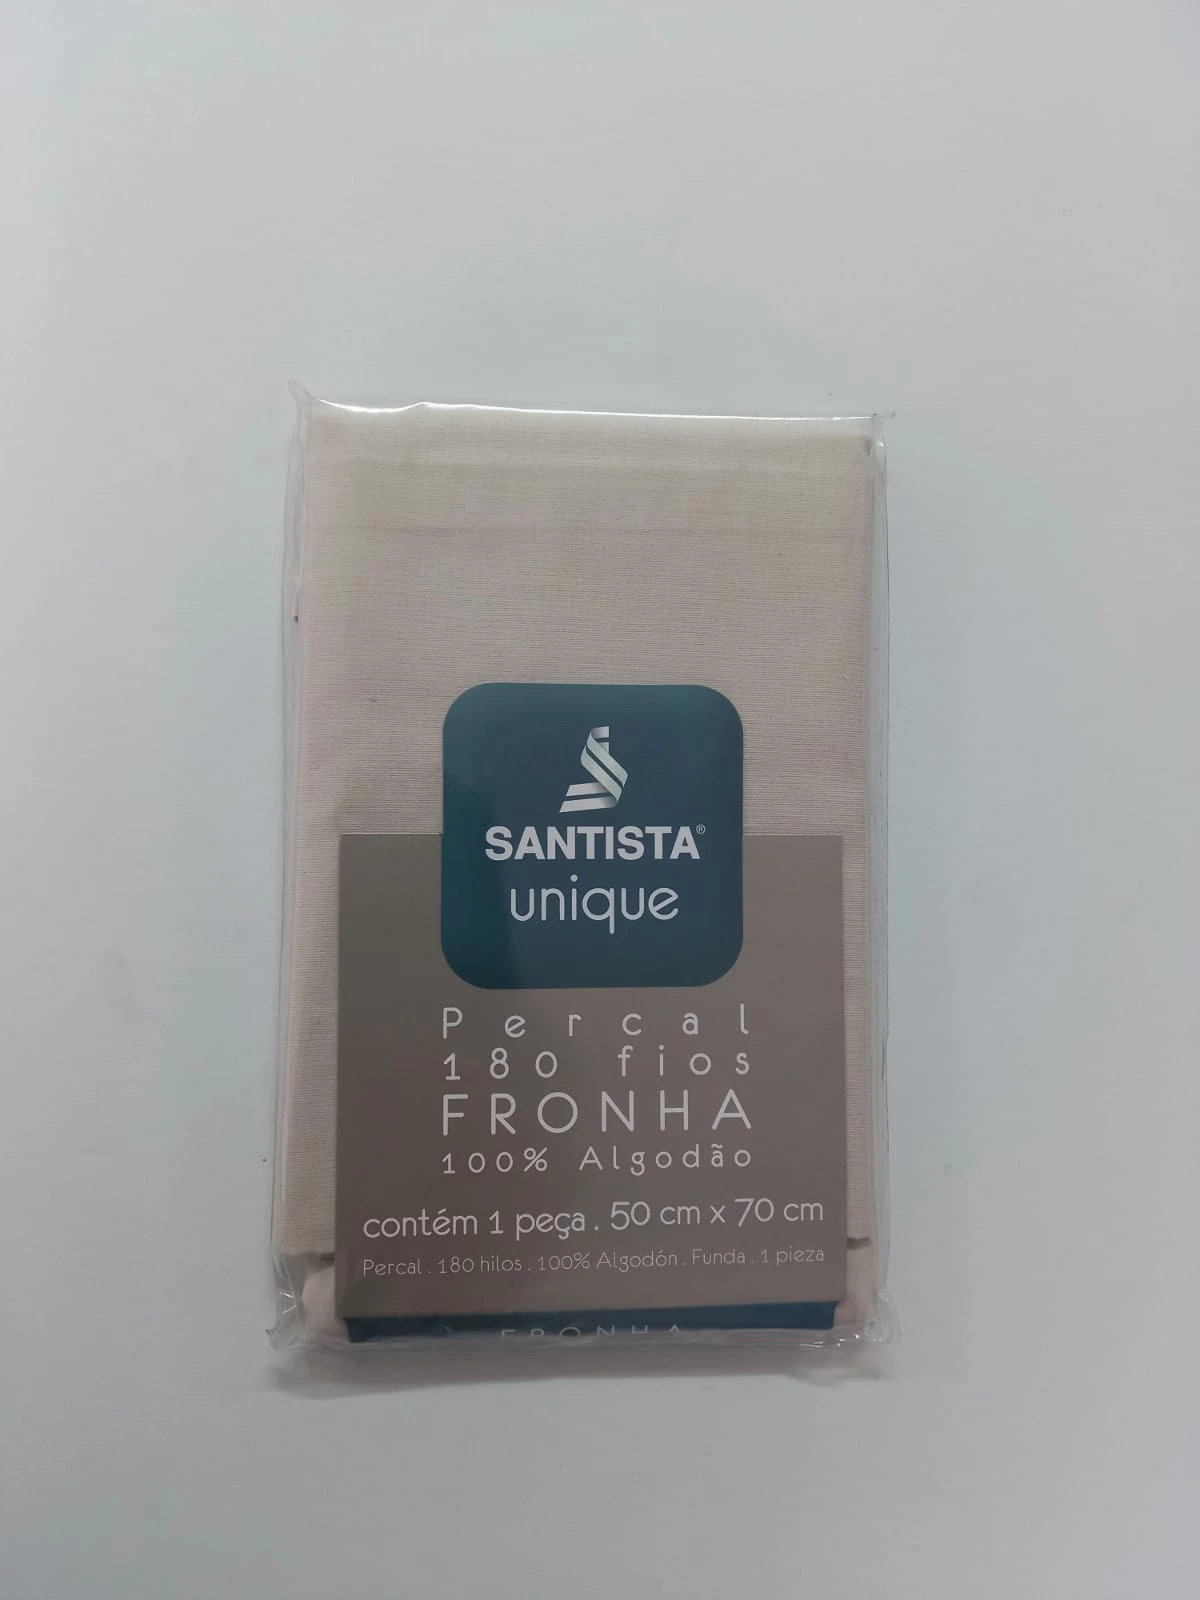 SANTISTA®
unique
Percal
180 fios
FRONHA
100% Algodão
contém 1 peça . 50 cm x 70 cm
Percal . 180 hilos . 100% Algodón . Funda . 1 pieza
FRONHA